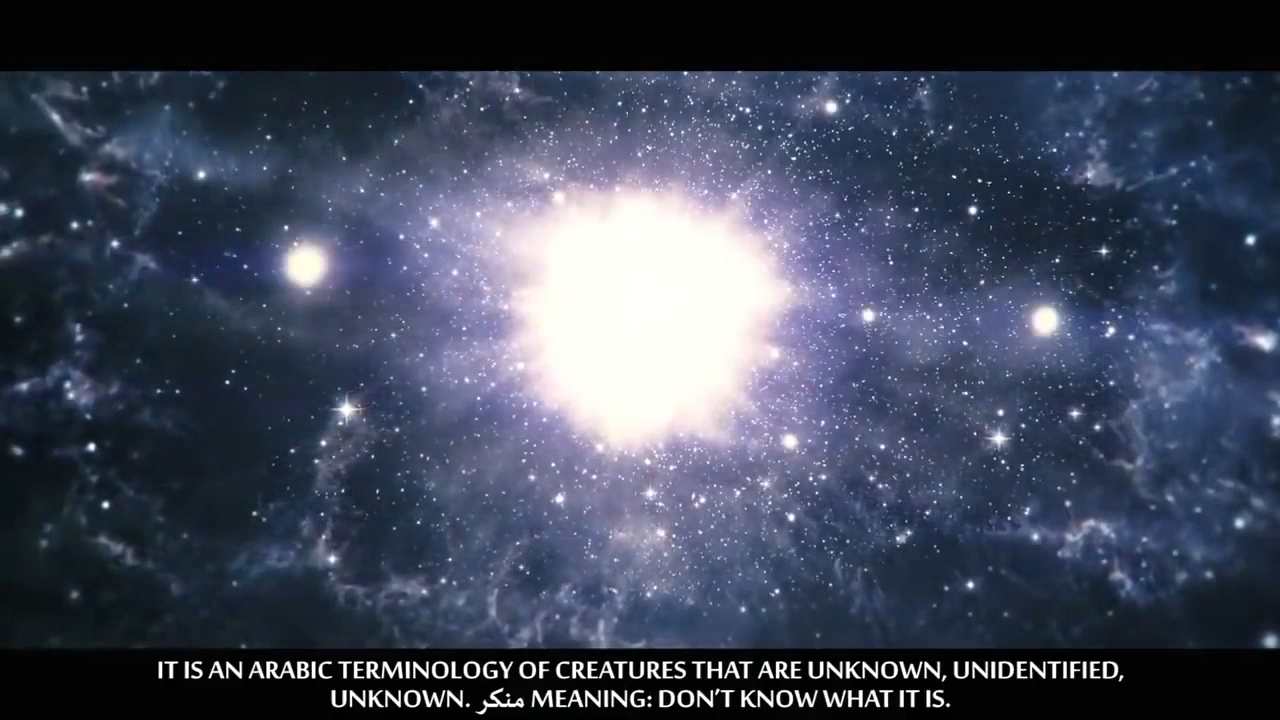 IT IS AN ARABIC TERMINOLOGY OF CREATURES THAT ARE UNKNOWN, UNIDENTIFIED,
UNKNOWN. منكر MEANING: DON'T KNOW WHAT IT IS.